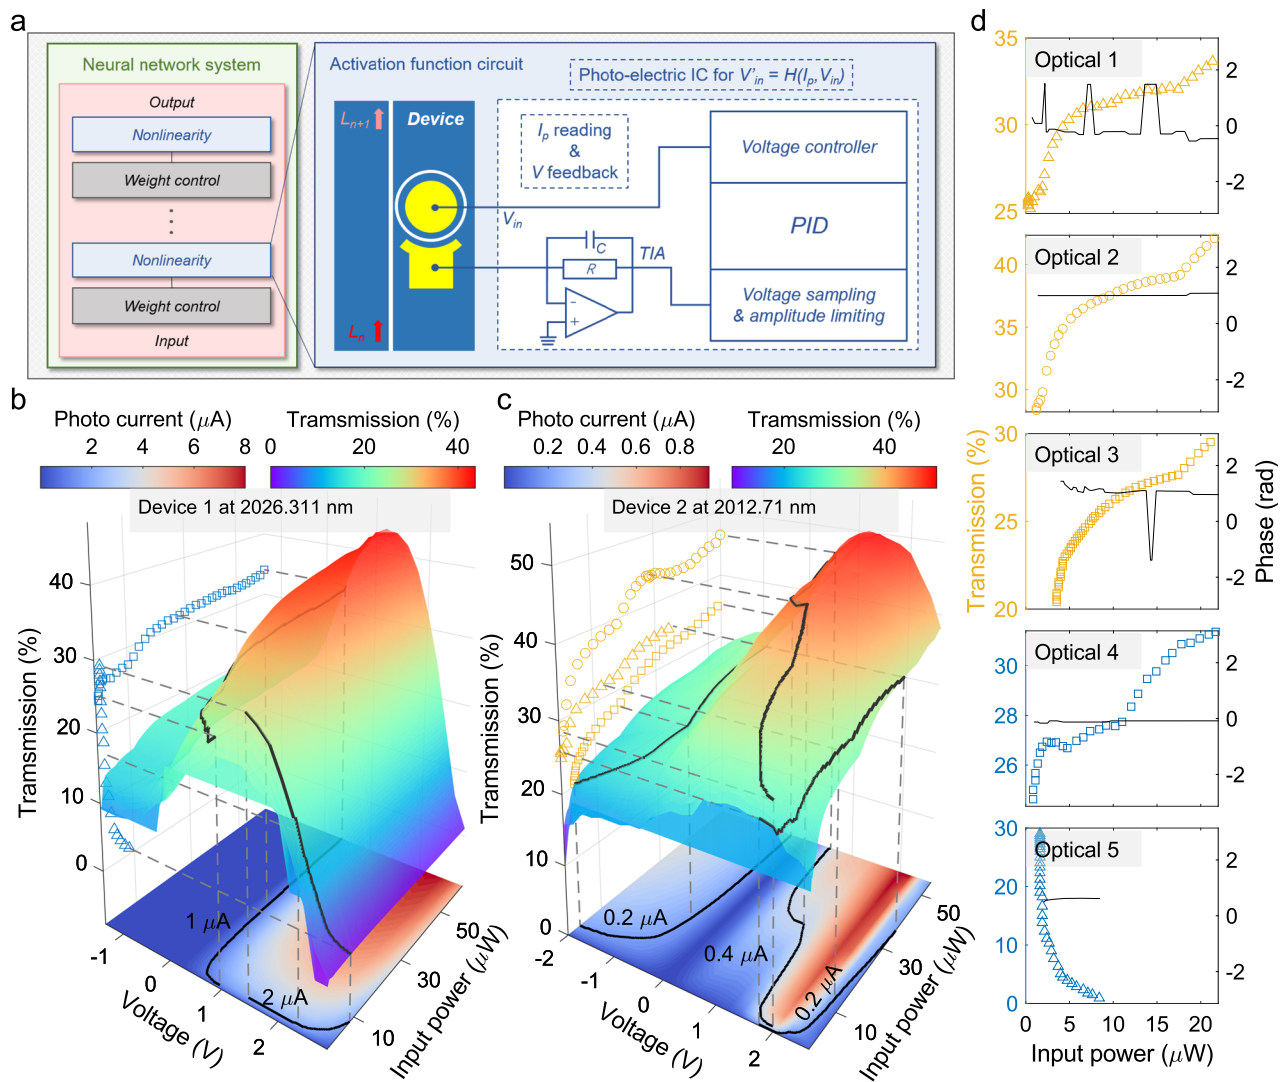 a
Neural network system
Output
Nonlinearity
Weight control
Nonlinearity
Weight control
Input
Activation function circuit
Photo-electric IC for V'in = H(Ip,Vin)
Ln+1
Device
Ln
Ip reading
&
V feedback
Vin
C
R
TIA
−
+
Voltage controller
PID
Voltage sampling
& amplitude limiting
b
Photo current (μA)
2 4 6 8
Transmission (%)
0 20 40
Device 1 at 2026.311 nm
Tramsmission (%)
40
30
20
10
0
1 μA
2 μA
-1
0
1
2
Voltage (V)
10
30
50
Input power (μW)
c
Photo current (μA)
0.2 0.4 0.6 0.8
Transmission (%)
20 40
Device 2 at 2012.71 nm
Tramsmission (%)
50
40
30
20
10
0
0.2 μA
0.4 μA
0.2 μA
-2
-1
0
1
2
Voltage (V)
10
30
50
Input power (μW)
d
Optical 1
35
30
25
2
0
-2
Optical 2
40
35
30
2
0
-2
Optical 3
30
25
20
2
0
-2
Optical 4
30
28
26
2
0
-2
Optical 5
30
20
10
0
2
0
-2
Transmission (%)
Phase (rad)
0 5 10 15 20
Input power (μW)